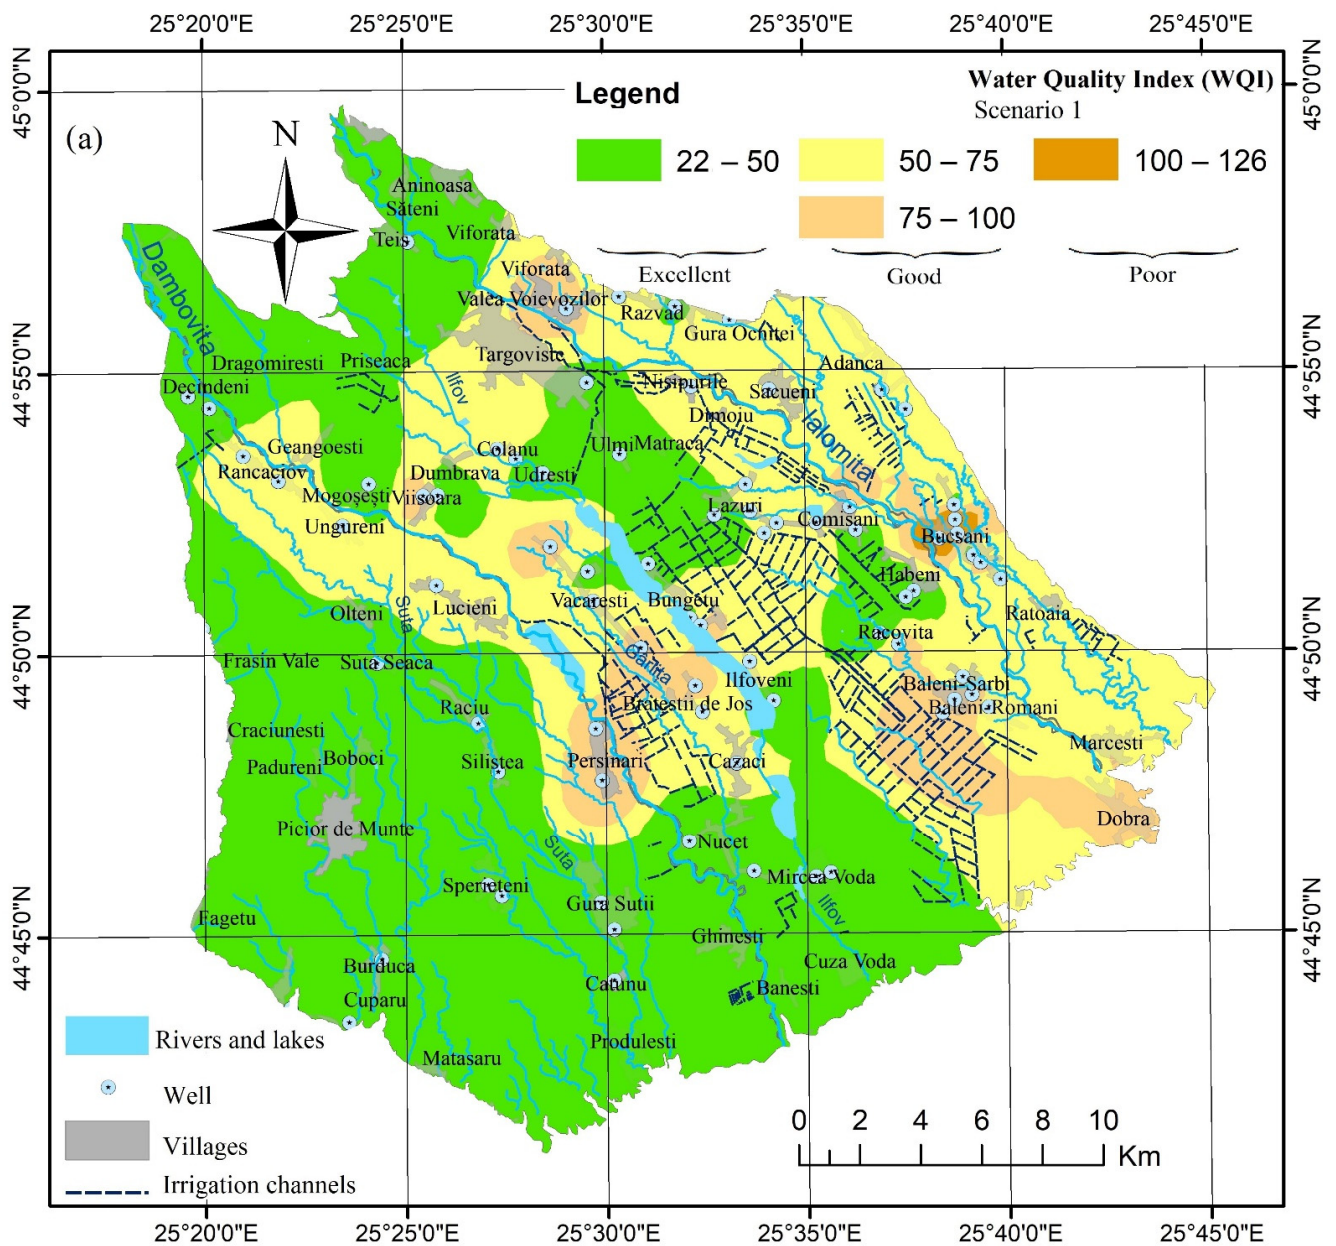 25°20'0"E
25°25'0"E
25°30'0"E
25°35'0"E
25°40'0"E
25°45'0"E
45°0'0"N
45°0'0"N
(a)
N
Legend
Water Quality Index (WQI)
Scenario 1
22 – 50
50 – 75
100 – 126
75 – 100
Excellent
Good
Poor
Aninoasa
Săteni
Teis
Viforata
Dambovita
Viforata
Valea Voievozilor
Razvad
Gura Ocnitei
Targoviste
Adanca
44°55'0"N
44°55'0"N
Dragomiresti
Priseaca
Decindeni
Ilfov
Nisipurile
Sacueni
Dimoiu
Ialomita
Geangoesti
Colanu
Ulmi
Matraca
Rancaciov
Dumbrava
Udresti
Mogoșești
Viisoara
Lazuri
Comisani
Ungureni
Bucsani
Habeni
Vacaresti
Bungetu
Olteni
Suta
Lucieni
Ratoaia
Racovita
44°50'0"N
44°50'0"N
Frasin Vale
Suta Seaca
Garlita
Ilfoveni
Baleni-Sarbi
Bratestii de Jos
Baleni-Romani
Raciu
Craciunesti
Marcesti
Padureni
Boboci
Silistea
Persinari
Cazaci
Picior de Munte
Dobra
Suta
Nucet
Mircea Voda
Sperieteni
Gura Sutii
Ilfov
Fagetu
44°45'0"N
44°45'0"N
Ghinesti
Burduca
Cuza Voda
Catunu
Banesti
Cuparu
Produlesti
Matasaru
Rivers and lakes
Well
Villages
Irrigation channels
0 2 4 6 8 10
Km
25°20'0"E
25°25'0"E
25°30'0"E
25°35'0"E
25°40'0"E
25°45'0"E